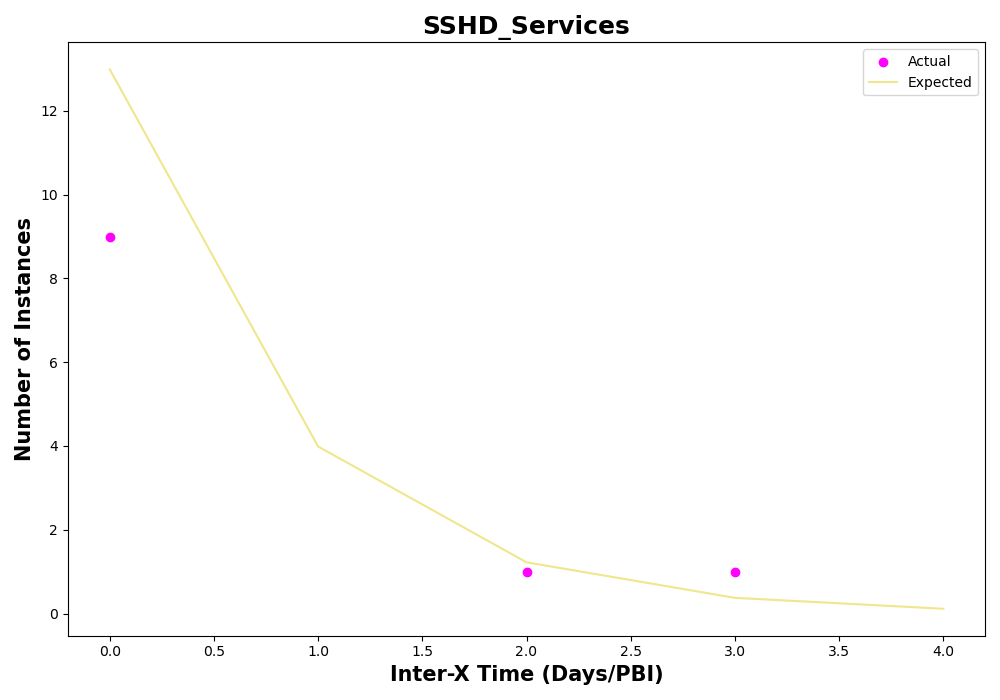 SSHD_Services
Actual
Expected
12
10
8
6
4
2
0
Number of Instances
0.0 0.5 1.0 1.5 2.0 2.5 3.0 3.5 4.0
Inter-X Time (Days/PBI)